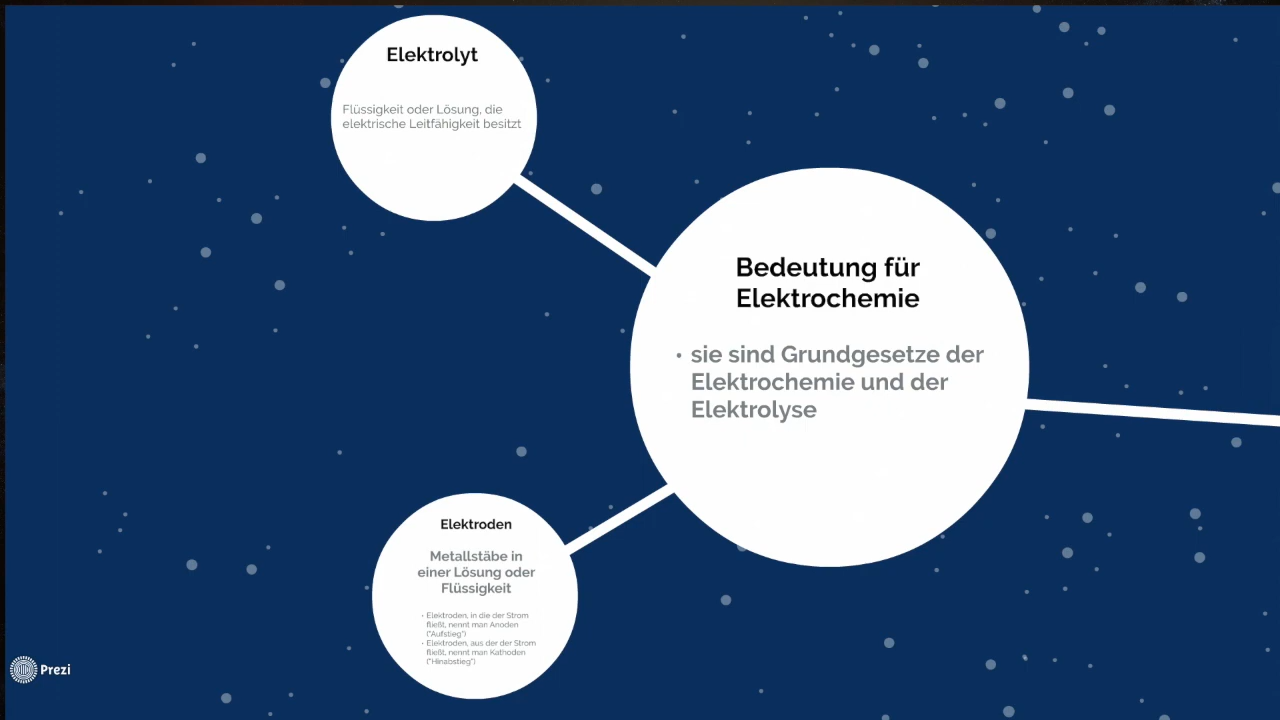 Elektrolyt
Flüssigkeit oder Lösung, die
elektrische Leitfähigkeit besitzt
Bedeutung für
Elektrochemie
• sie sind Grundgesetze der
Elektrochemie und der
Elektrolyse
Elektroden
Metallstäbe in
einer Lösung oder
Flüssigkeit
• Elektroden, in die der Strom
fließt, nennt man Anoden
("Aufstieg")
• Elektroden, aus der der Strom
fließt, nennt man Kathoden
("Hinabstieg")
Prezi